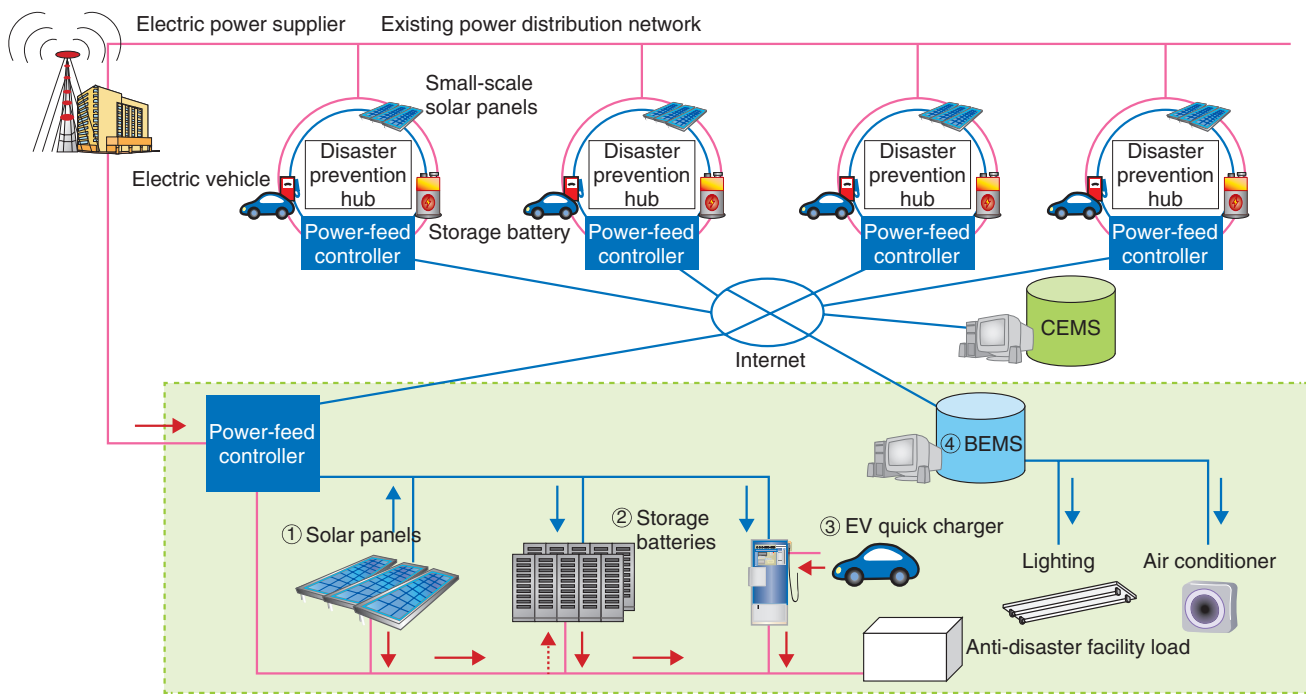 Electric power supplier
Existing power distribution network
Small-scale
solar panels
Disaster
prevention
hub
Disaster
prevention
hub
Disaster
prevention
hub
Disaster
prevention
hub
Electric vehicle
Storage battery
Power-feed
controller
Power-feed
controller
Power-feed
controller
Power-feed
controller
CEMS
Internet
Power-feed
controller
④ BEMS
① Solar panels
② Storage
batteries
③ EV quick charger
Lighting
Air conditioner
Anti-disaster facility load